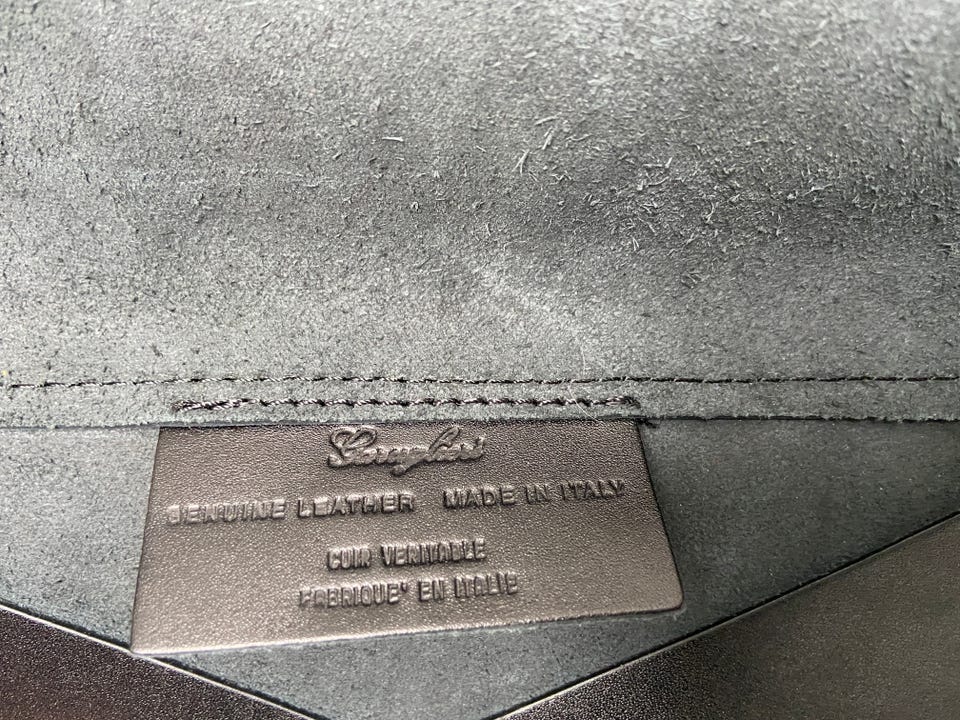 GENUINE LEATHER MADE IN ITALY
CUIR VERITABLE
FABRIQUE' EN ITALIE